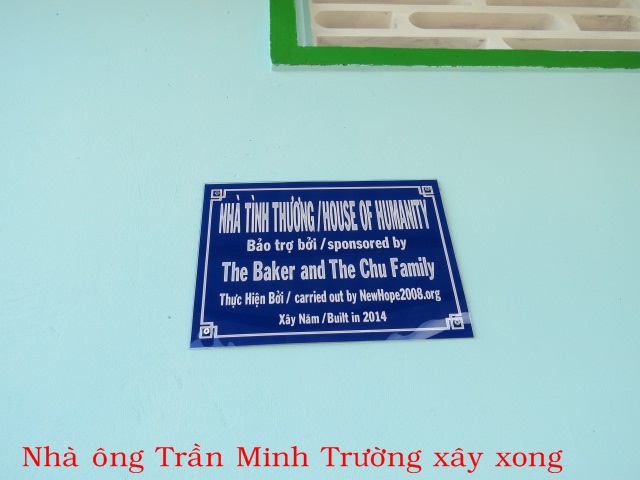 NHÀ TÌNH THƯƠNG / HOUSE OF HUMANITY
Bảo trợ bởi / sponsored by
The Baker and The Chu Family
Thực Hiện Bởi / carried out by NewHope2008.org
Xây Năm / Built in 2014
Nhà ông Trần Minh Trường xây xong